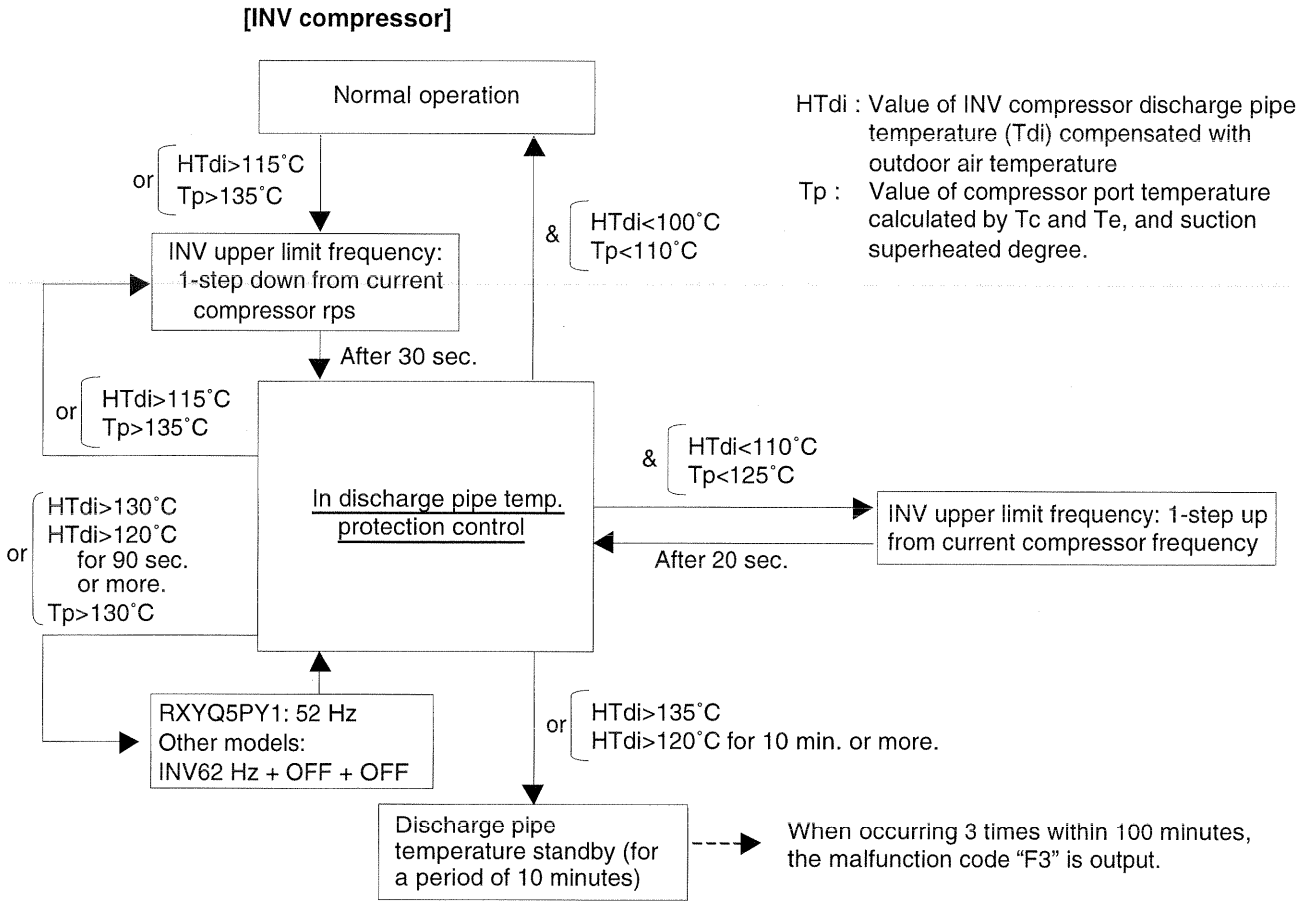 [INV compressor]
Normal operation
HTdi : Value of INV compressor discharge pipe
temperature (Tdi) compensated with
outdoor air temperature
Tp : Value of compressor port temperature
calculated by Tc and Te, and suction
superheated degree.
or
HTdi>115˚C
Tp>135˚C
&
HTdi<100˚C
Tp<110˚C
INV upper limit frequency:
1-step down from current
compressor rps
After 30 sec.
or
HTdi>115˚C
Tp>135˚C
&
HTdi<110˚C
Tp<125˚C
In discharge pipe temp.
protection control
INV upper limit frequency: 1-step up
from current compressor frequency
After 20 sec.
or
HTdi>130˚C
HTdi>120˚C
for 90 sec.
or more.
Tp>130˚C
RXYQ5PY1: 52 Hz
Other models:
INV62 Hz + OFF + OFF
or
HTdi>135˚C
HTdi>120˚C for 10 min. or more.
Discharge pipe
temperature standby (for
a period of 10 minutes)
When occurring 3 times within 100 minutes,
the malfunction code “F3” is output.